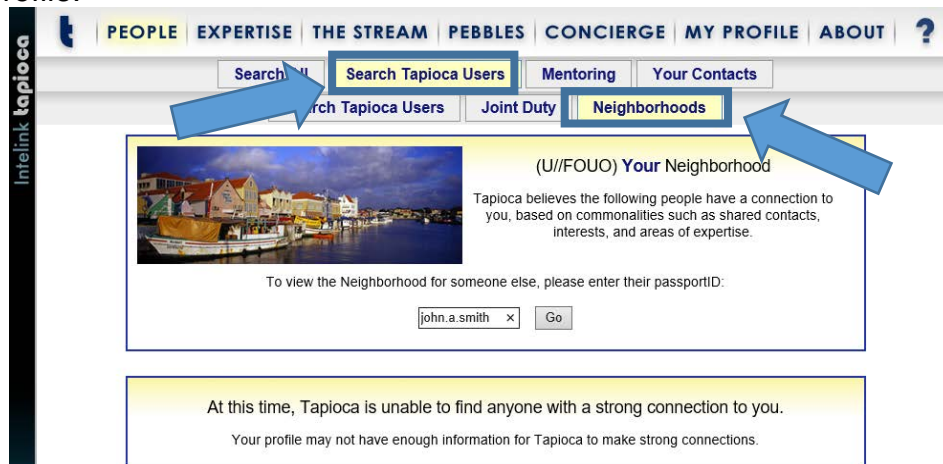 PEOPLE EXPERTISE THE STREAM PEBBLES CONCIERGE MY PROFILE ABOUT ?
Search Search Tapioca Users Mentoring Your Contacts
Search Tapioca Users Joint Duty Neighborhoods
Intelink tapioca
(U//FOUO) Your Neighborhood
Tapioca believes the following people have a connection to
you, based on commonalities such as shared contacts,
interests, and areas of expertise.
To view the Neighborhood for someone else, please enter their passportID:
john.a.smith × Go
At this time, Tapioca is unable to find anyone with a strong connection to you.
Your profile may not have enough information for Tapioca to make strong connections.